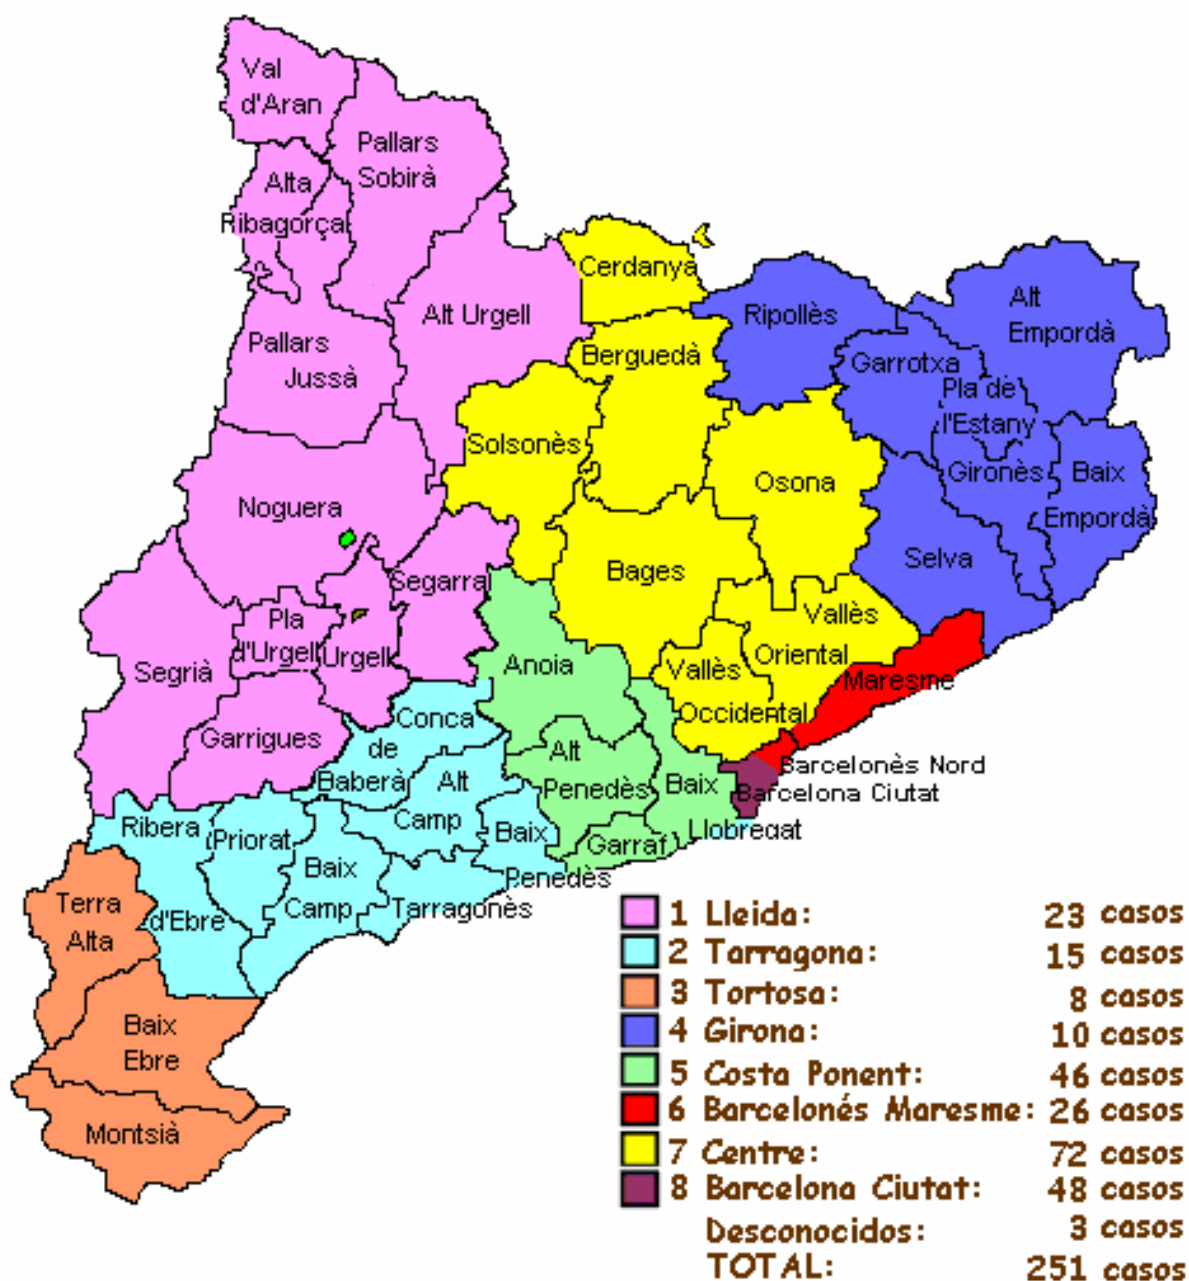 Val
d'Aran
Pallars
Sobirà
Alta
Ribagorça
Cerdanya
Alt Urgell
Ripollès
Alt
Empordà
Pallars
Jussà
Berguedà
Garrotxa
Pla de
l'Estany
Solsonès
Osona
Gironès
Baix
Empordà
Noguera
Segarra
Bages
Selva
Pla
d'Urgell
Urgell
Vallès
Oriental
Segrià
Anoia
Vallès
Occidental
Maresme
Garrigues
Conca
de
Baberà
Alt
Penedès
Baix
Llobregat
Barcelonès Nord
Barcelona Ciutat
Alt
Camp
Ribera
d'Ebre
Priorat
Baix
Penedès
Garraf
Baix
Camp
Tarragonès
Terra
Alta
Baix
Ebre
Montsià
1 Lleida: 23 casos
2 Tarragona: 15 casos
3 Tortosa: 8 casos
4 Girona: 10 casos
5 Costa Ponent: 46 casos
6 Barcelonés Maresme: 26 casos
7 Centre: 72 casos
8 Barcelona Ciutat: 48 casos
Desconocidos: 3 casos
TOTAL: 251 casos